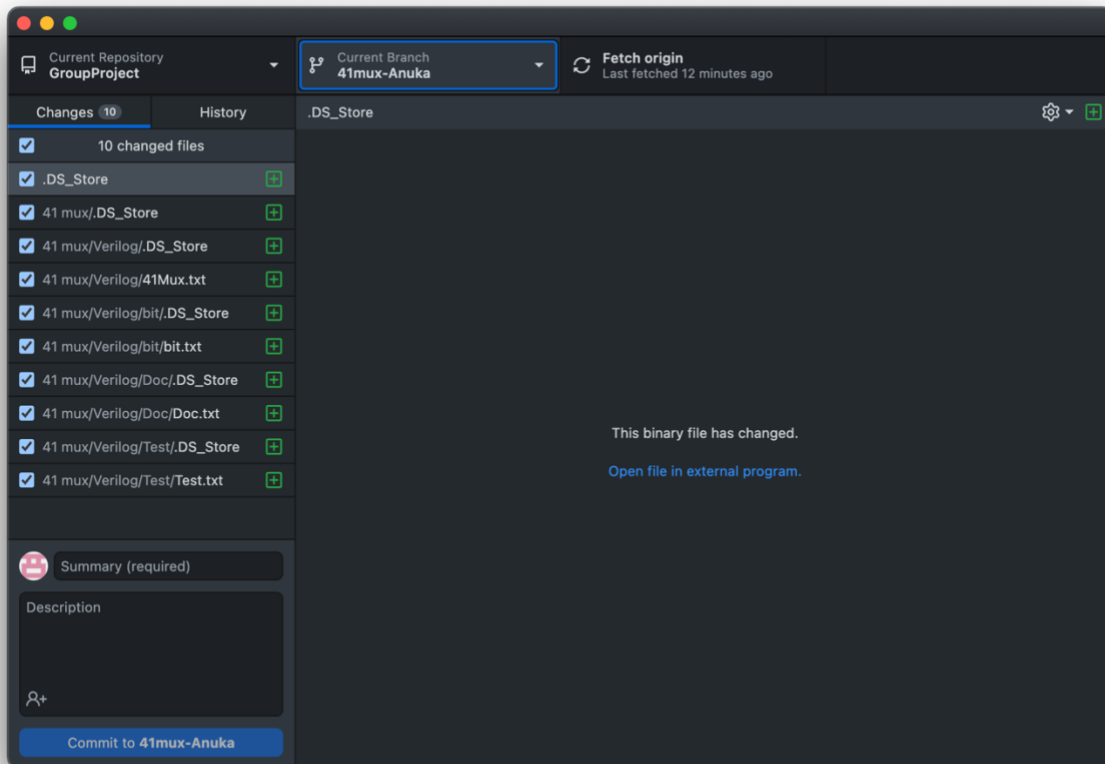 Current Repository
GroupProject
Current Branch
41mux-Anuka
Fetch origin
Last fetched 12 minutes ago
Changes 10
History
.DS_Store
10 changed files
.DS_Store
41 mux/.DS_Store
41 mux/Verilog/.DS_Store
41 mux/Verilog/41Mux.txt
41 mux/Verilog/bit/.DS_Store
41 mux/Verilog/bit/bit.txt
41 mux/Verilog/Doc/.DS_Store
41 mux/Verilog/Doc/Doc.txt
41 mux/Verilog/Test/.DS_Store
41 mux/Verilog/Test/Test.txt
This binary file has changed.
Open file in external program.
Summary (required)
Description
Commit to 41mux-Anuka